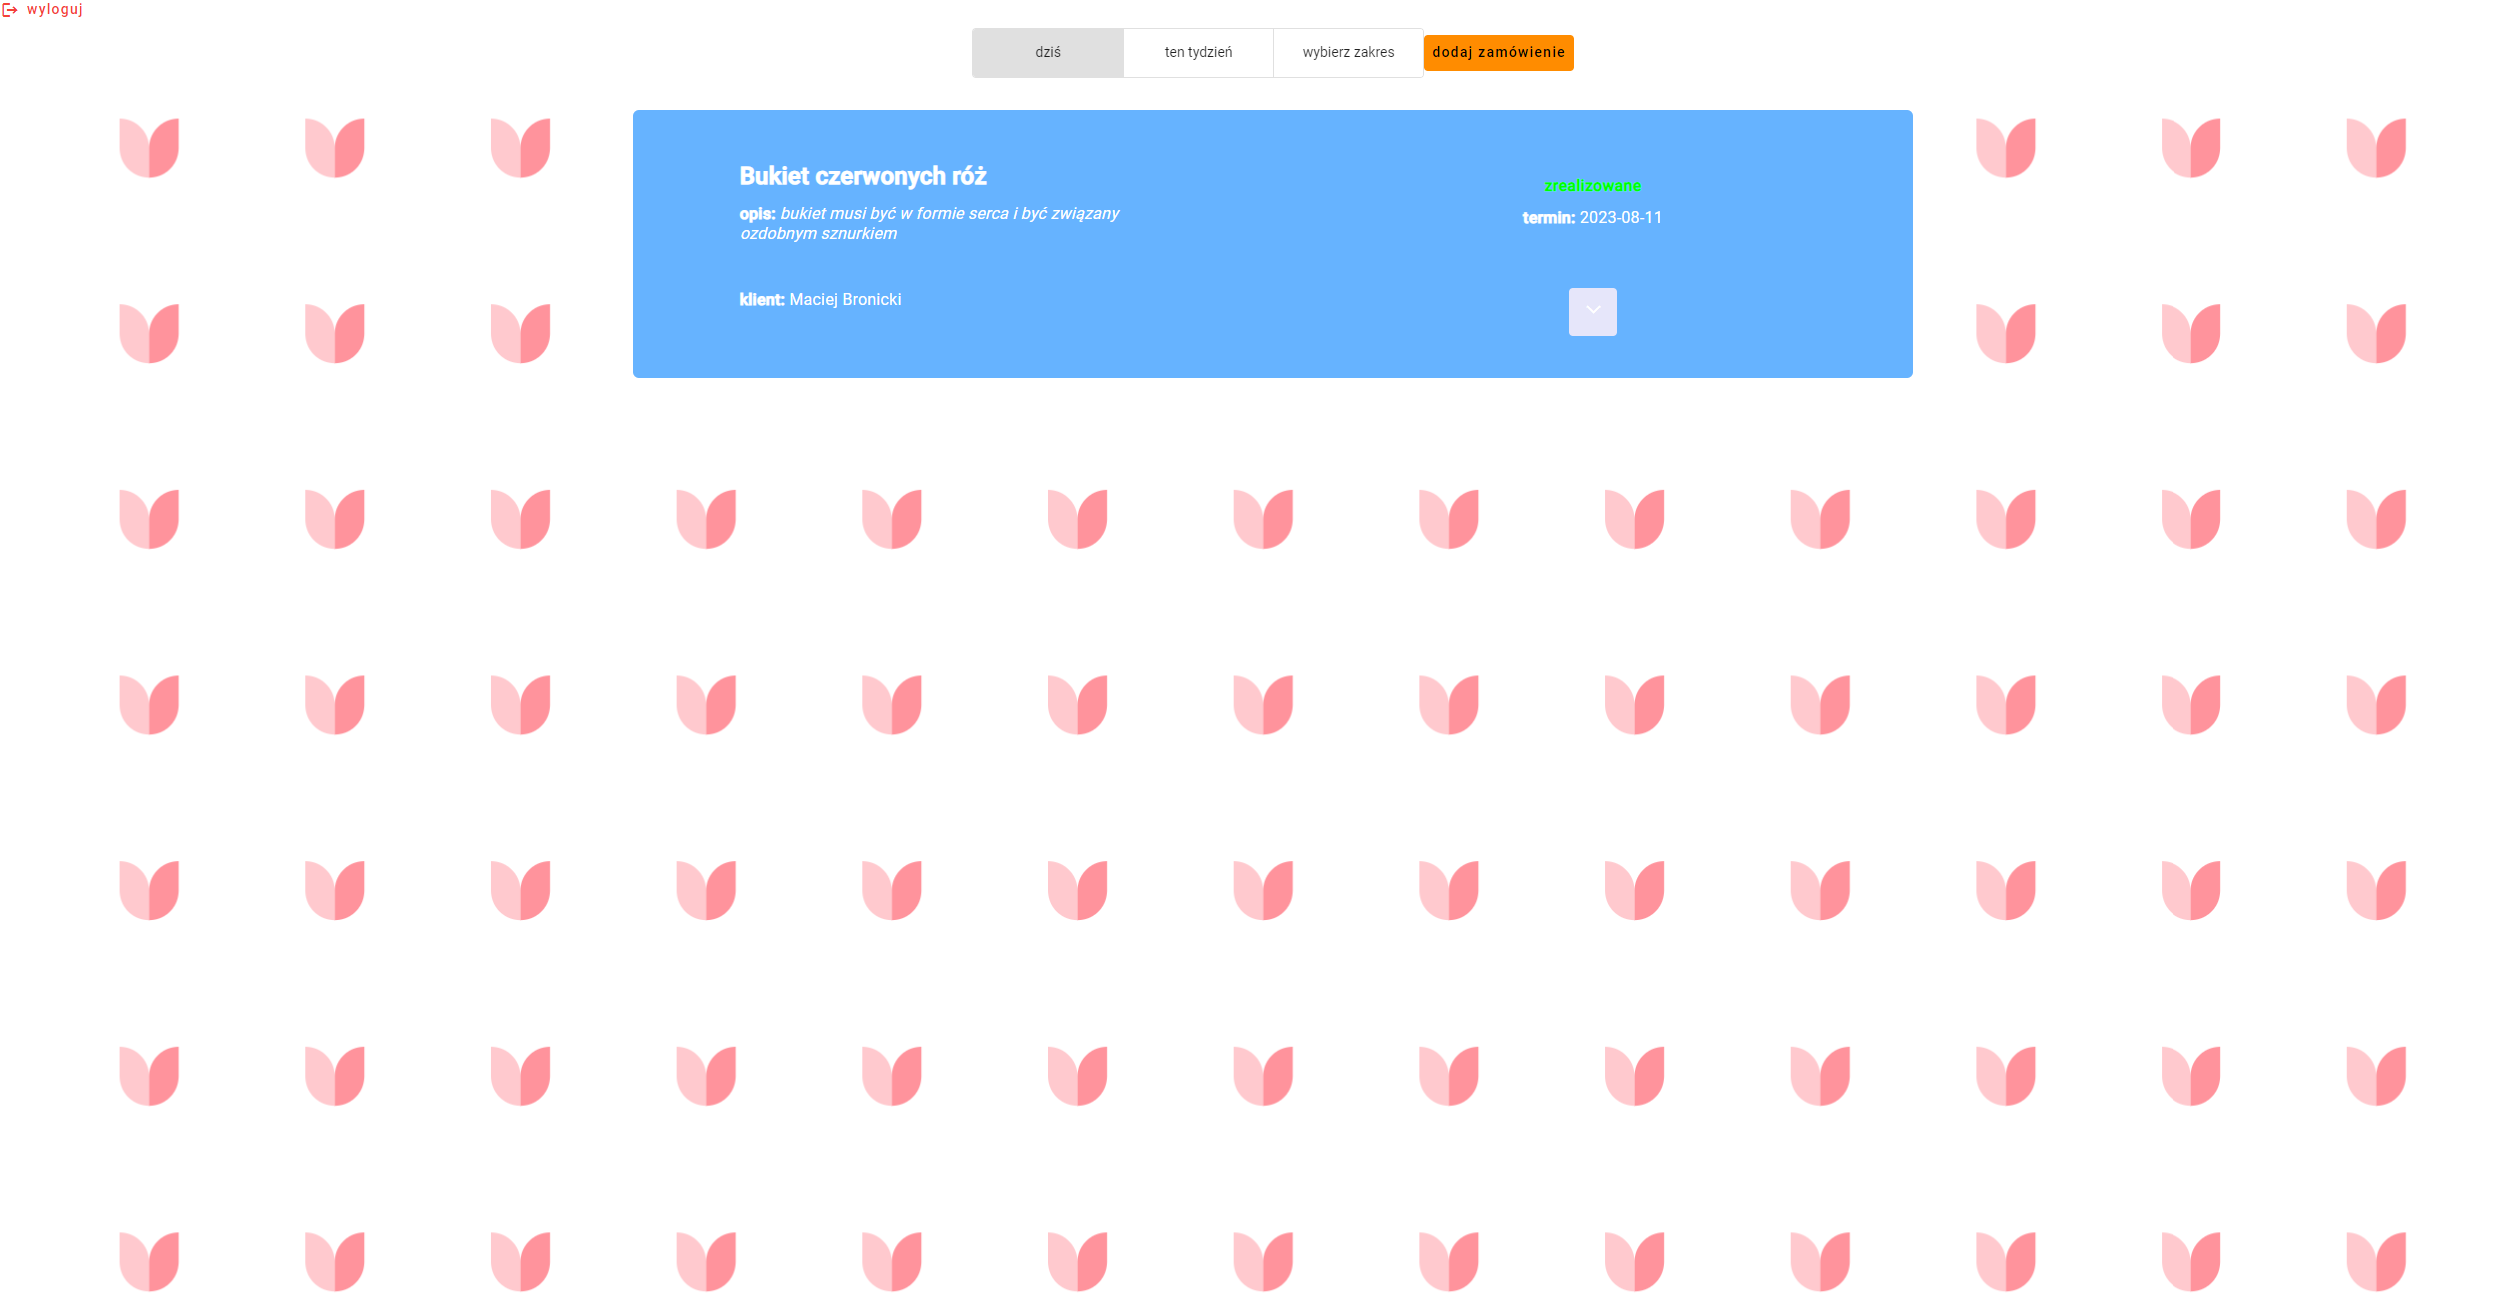 wyloguj
dziś
ten tydzień
wybierz zakres
dodaj zamówienie
Bukiet czerwonych róż
opis: bukiet musi być w formie serca i być związany
ozdobnym sznurkiem
klient: Maciej Bronicki
zrealizowane
termin: 2023-08-11